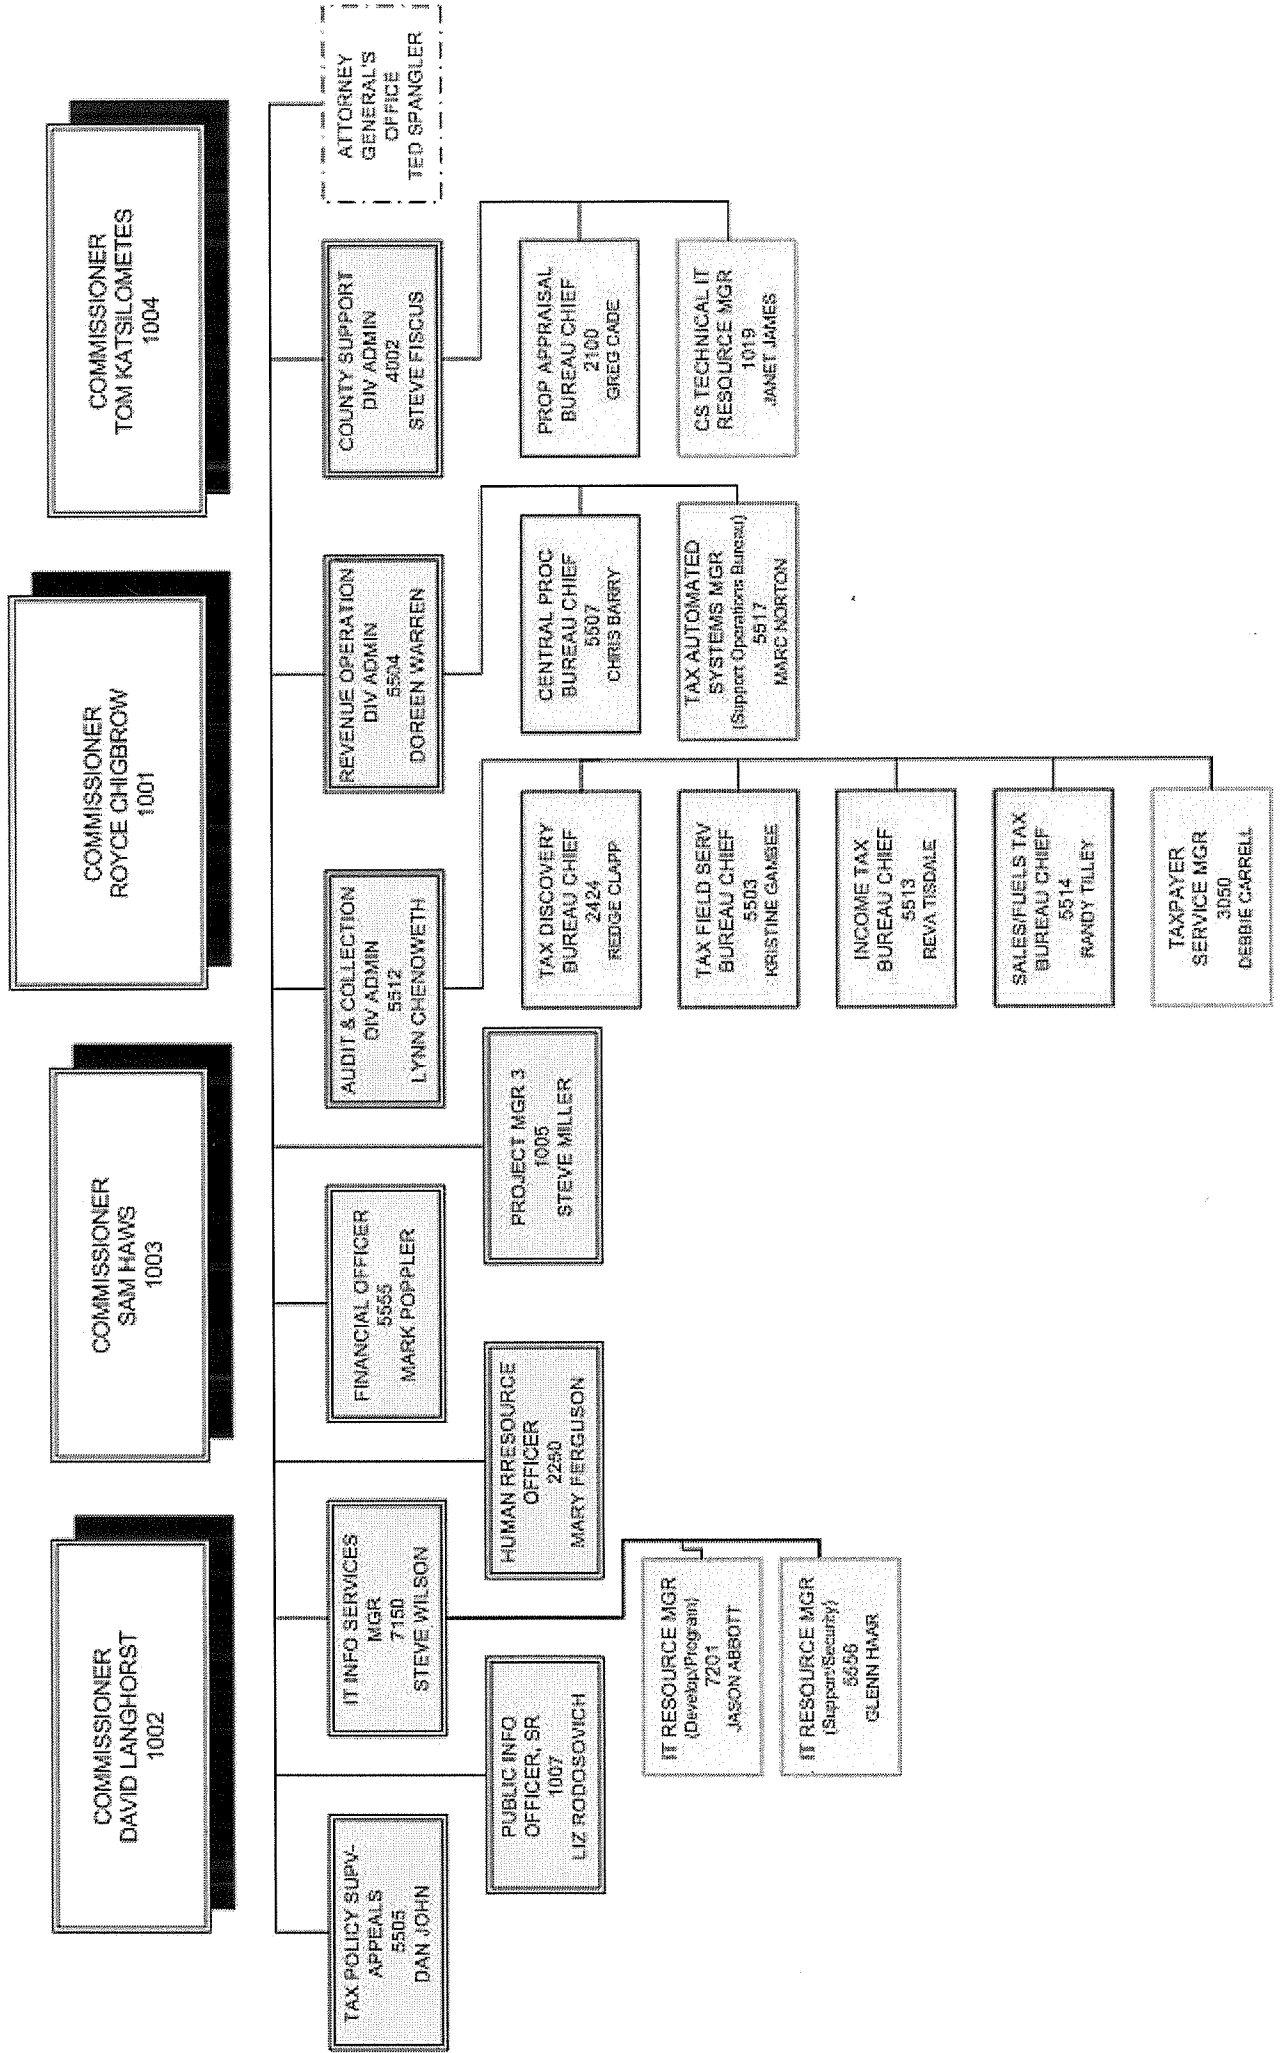 COMMISSIONER
DAVID LANGHORST
1002
COMMISSIONER
SAM HAWS
1003
COMMISSIONER
ROYCE CHIGBROW
1001
COMMISSIONER
TOM KATSILOMETES
1004
TAX POLICY SUPV-
APPEALS
5505
DAN JOHN
PUBLIC INFO
OFFICER, SR
1007
LIZ RODOSOVICH
IT INFO SERVICES
MGR
7150
STEVE WILSON
HUMAN RRESOURCE
OFFICER
2250
MARY FERGUSON
FINANCIAL OFFICER
5555
MARK POPPLER
PROJECT MGR 3
1005
STEVE MILLER
AUDIT & COLLECTION
DIV ADMIN
5512
LYNN CHENOWETH
REVENUE OPERATION
DIV ADMIN
5504
DOREEN WARREN
COUNTY SUPPORT
DIV ADMIN
4002
STEVE FISCUS
ATTORNEY
GENERAL'S
OFFICE
TED SPANGLER
IT RESOURCE MGR
(Develop/Program)
7201
JASON ABBOTT
IT RESOURCE MGR
(Support/Security)
5556
GLENN HAAR
TAX DISCOVERY
BUREAU CHIEF
2424
REDGE CLAPP
TAX FIELD SERV
BUREAU CHIEF
5503
KRISTINE GAMBEE
INCOME TAX
BUREAU CHIEF
5513
REVA TISDALE
SALES/FUELS TAX
BUREAU CHIEF
5514
RANDY TILLEY
TAXPAYER
SERVICE MGR
3050
DEBBIE CARRELL
CENTRAL PROC
BUREAU CHIEF
5507
CHRIS BARRY
TAX AUTOMATED
SYSTEMS MGR
(Support Operations Bureau)
5517
MARC NORTON
PROP APPRAISAL
BUREAU CHIEF
2100
GREG CADE
CS TECHNICAL IT
RESOURCE MGR
1019
JANET JAMES